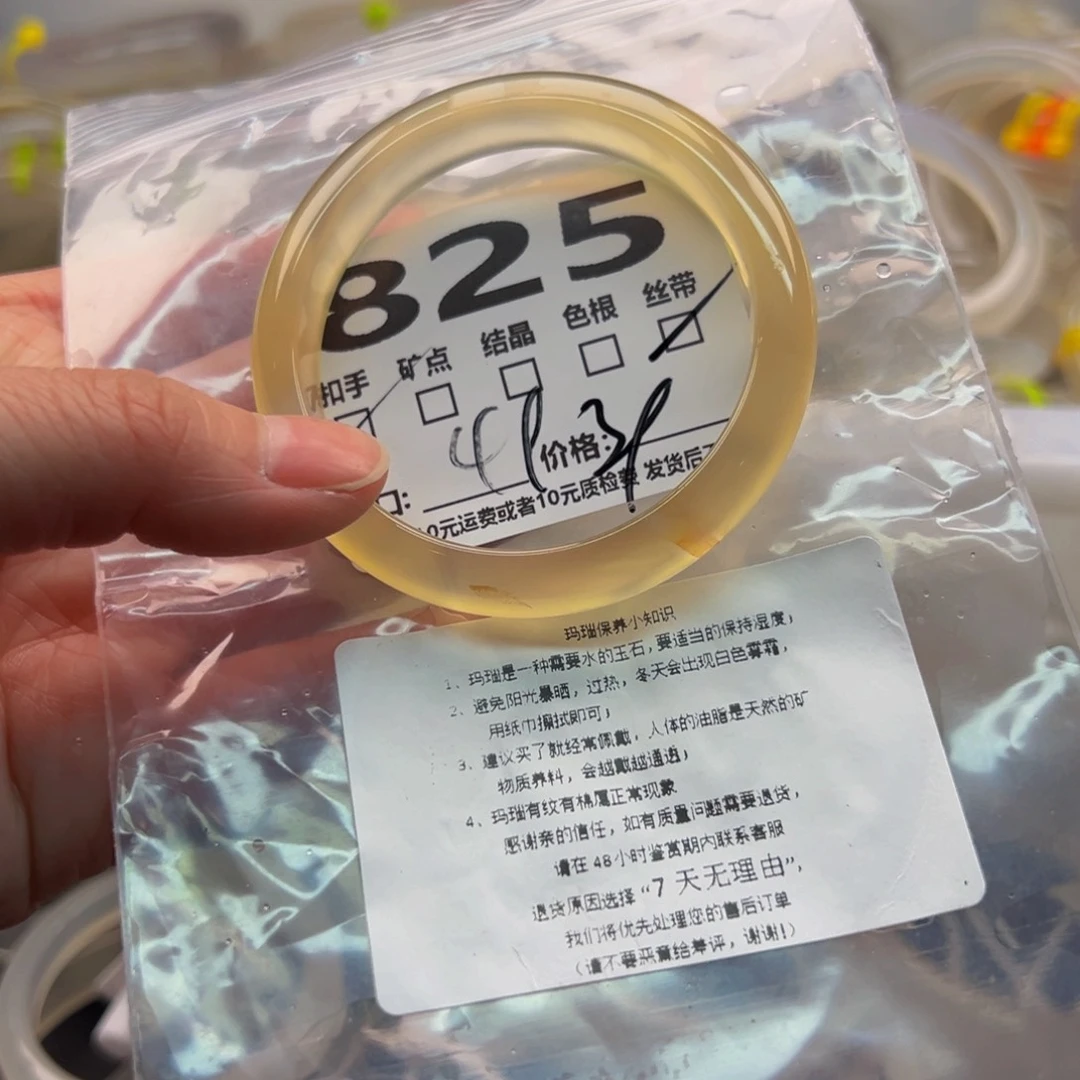 825
扣手 矿点 结晶 色根 丝带
价格:
口:
10元运费或者10元质检费 发货后不
玛瑙保养小知识
1、玛瑙是一种需要水的玉石,要适当的保持湿度,
2、避免阳光暴晒,过热,冬天会出现白色雾霜,
用纸巾擦拭即可,
3、建议买了就经常佩戴,人体的油脂是天然的矿
物质养料,会越戴越通透,
4、玛瑙有纹有棉属正常现象
感谢亲的信任,如有质量问题需要退货,
请在48小时鉴赏期内联系客服
退货原因选择“7天无理由”,
我们将优先处理您的售后订单
(请不要恶意给差评,谢谢!)